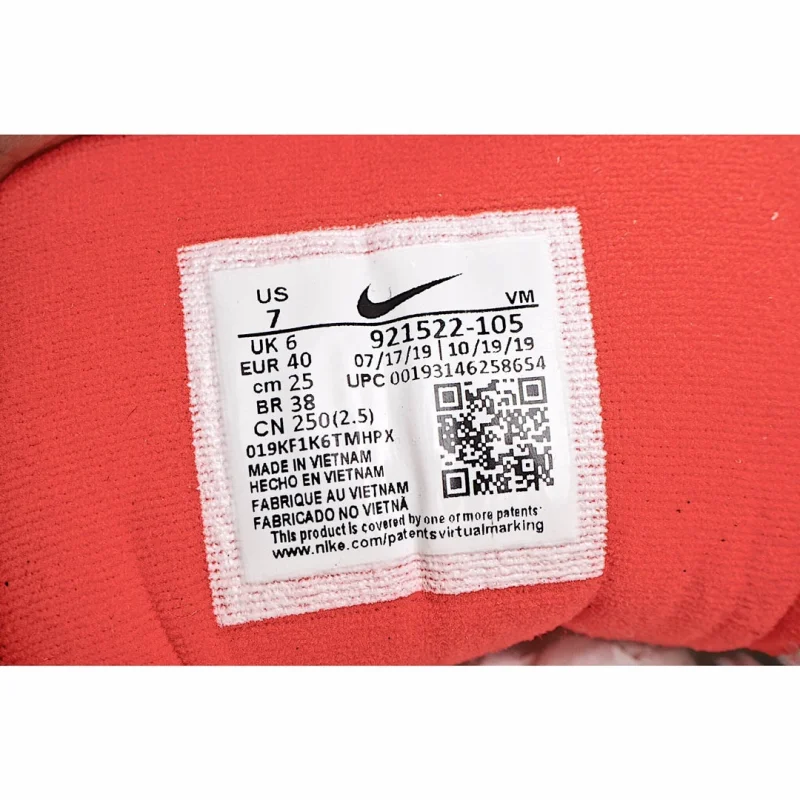 US
7
VM
UK 6
EUR 40
cm 25
BR 38
CN 250(2.5)
921522-105
07/17/19 | 10/19/19
UPC 00193146258654
019KF1K6TMHPX
MADE IN VIETNAM
HECHO EN VIETNAM
FABRIQUE AU VIETNAM
FABRICADO NO VIETNÃ
This product is covered by one or more patents·
www.nike.com/patentsvirtualmarking